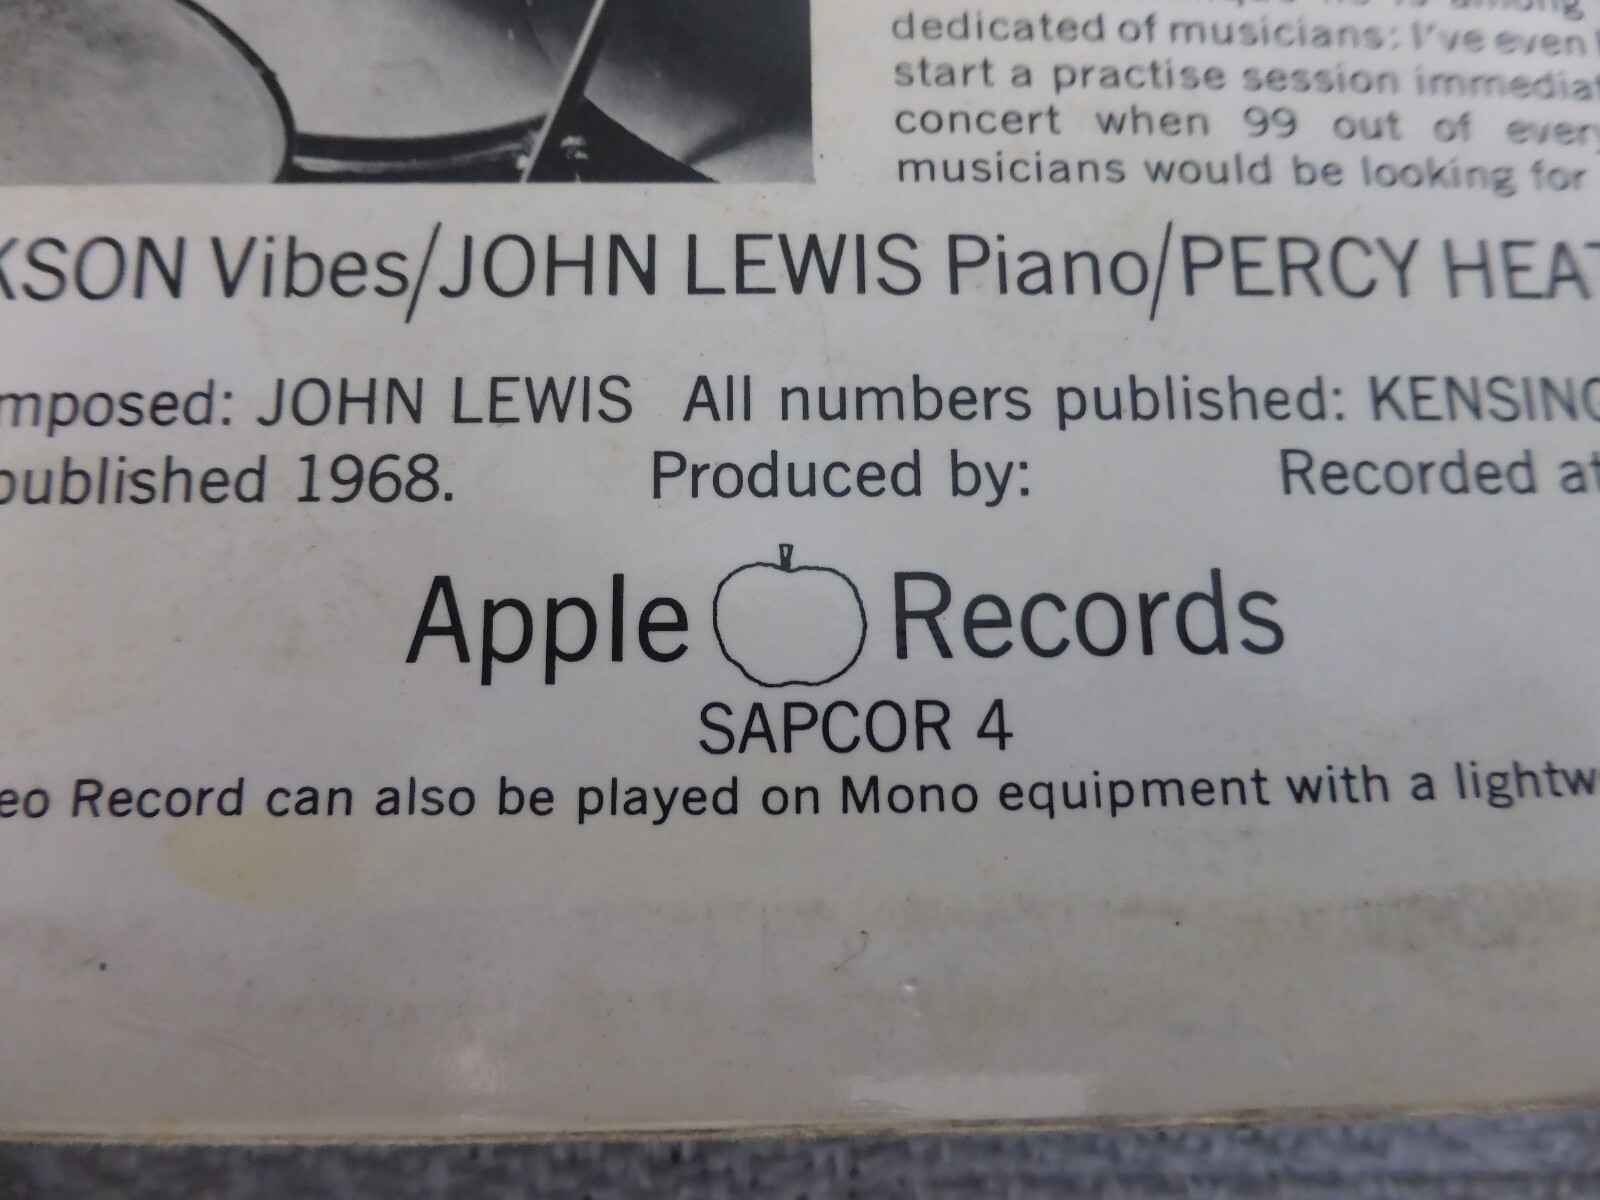 dedicated of musicians: I've even
start a practise session immediat
concert when 99 out of every
musicians would be looking for
KSON Vibes/JOHN LEWIS Piano/PERCY HEAT
mposed: JOHN LEWIS All numbers published: KENSING
published 1968. Produced by: Recorded at
Apple Records
SAPCOR 4
eo Record can also be played on Mono equipment with a lightw